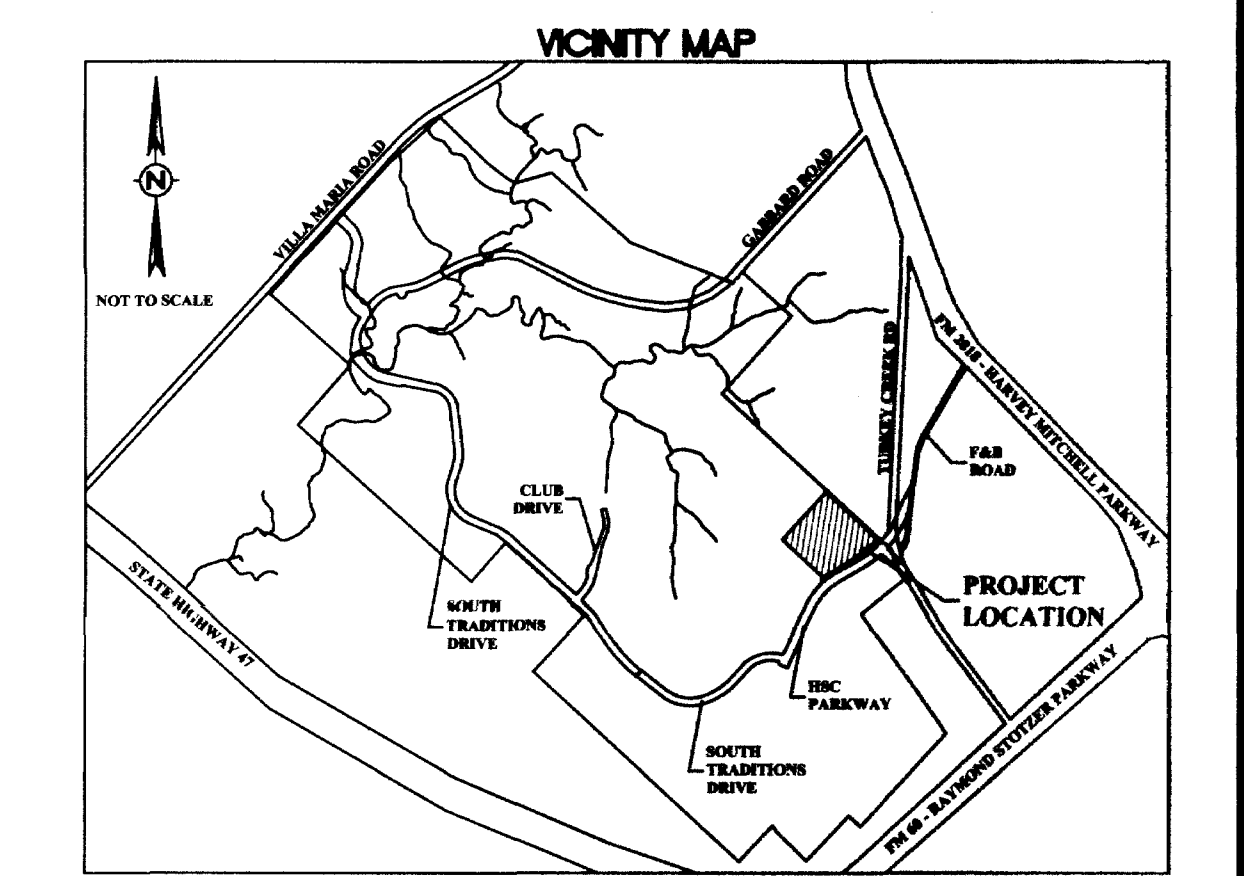 VICINITY MAP
N
NOT TO SCALE
VILLA MARIA ROAD
GABBARD ROAD
FM 2818 - HARVEY MITCHELL PARKWAY
TURKEY CREEK RD
F&B
ROAD
CLUB
DRIVE
PROJECT
LOCATION
STATE HIGHWAY 47
SOUTH
TRADITIONS
DRIVE
HSC
PARKWAY
SOUTH
TRADITIONS
DRIVE
FM 60 - RAYMOND STOTZER PARKWAY